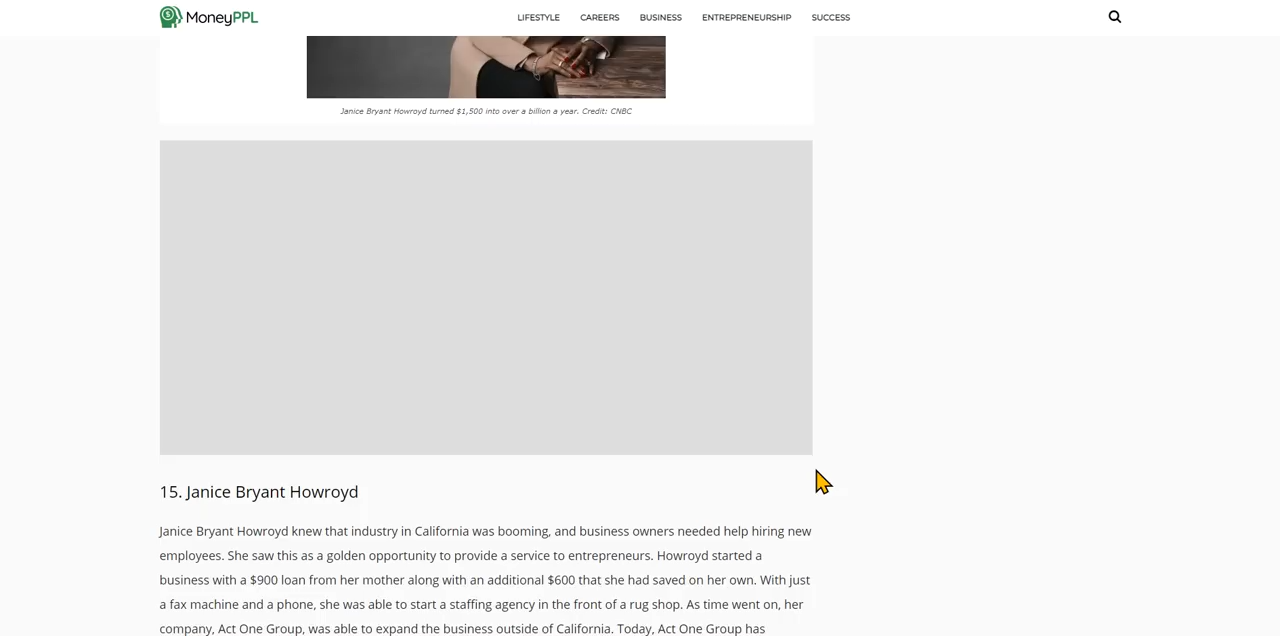 MoneyPPL
LIFESTYLE CAREERS BUSINESS ENTREPRENEURSHIP SUCCESS
Janice Bryant Howroyd turned $1,500 into over a billion a year. Credit: CNBC
15. Janice Bryant Howroyd
Janice Bryant Howroyd knew that industry in California was booming, and business owners needed help hiring new
employees. She saw this as a golden opportunity to provide a service to entrepreneurs. Howroyd started a
business with a $900 loan from her mother along with an additional $600 that she had saved on her own. With just
a fax machine and a phone, she was able to start a staffing agency in the front of a rug shop. As time went on, her
company, Act One Group, was able to expand the business outside of California. Today, Act One Group has